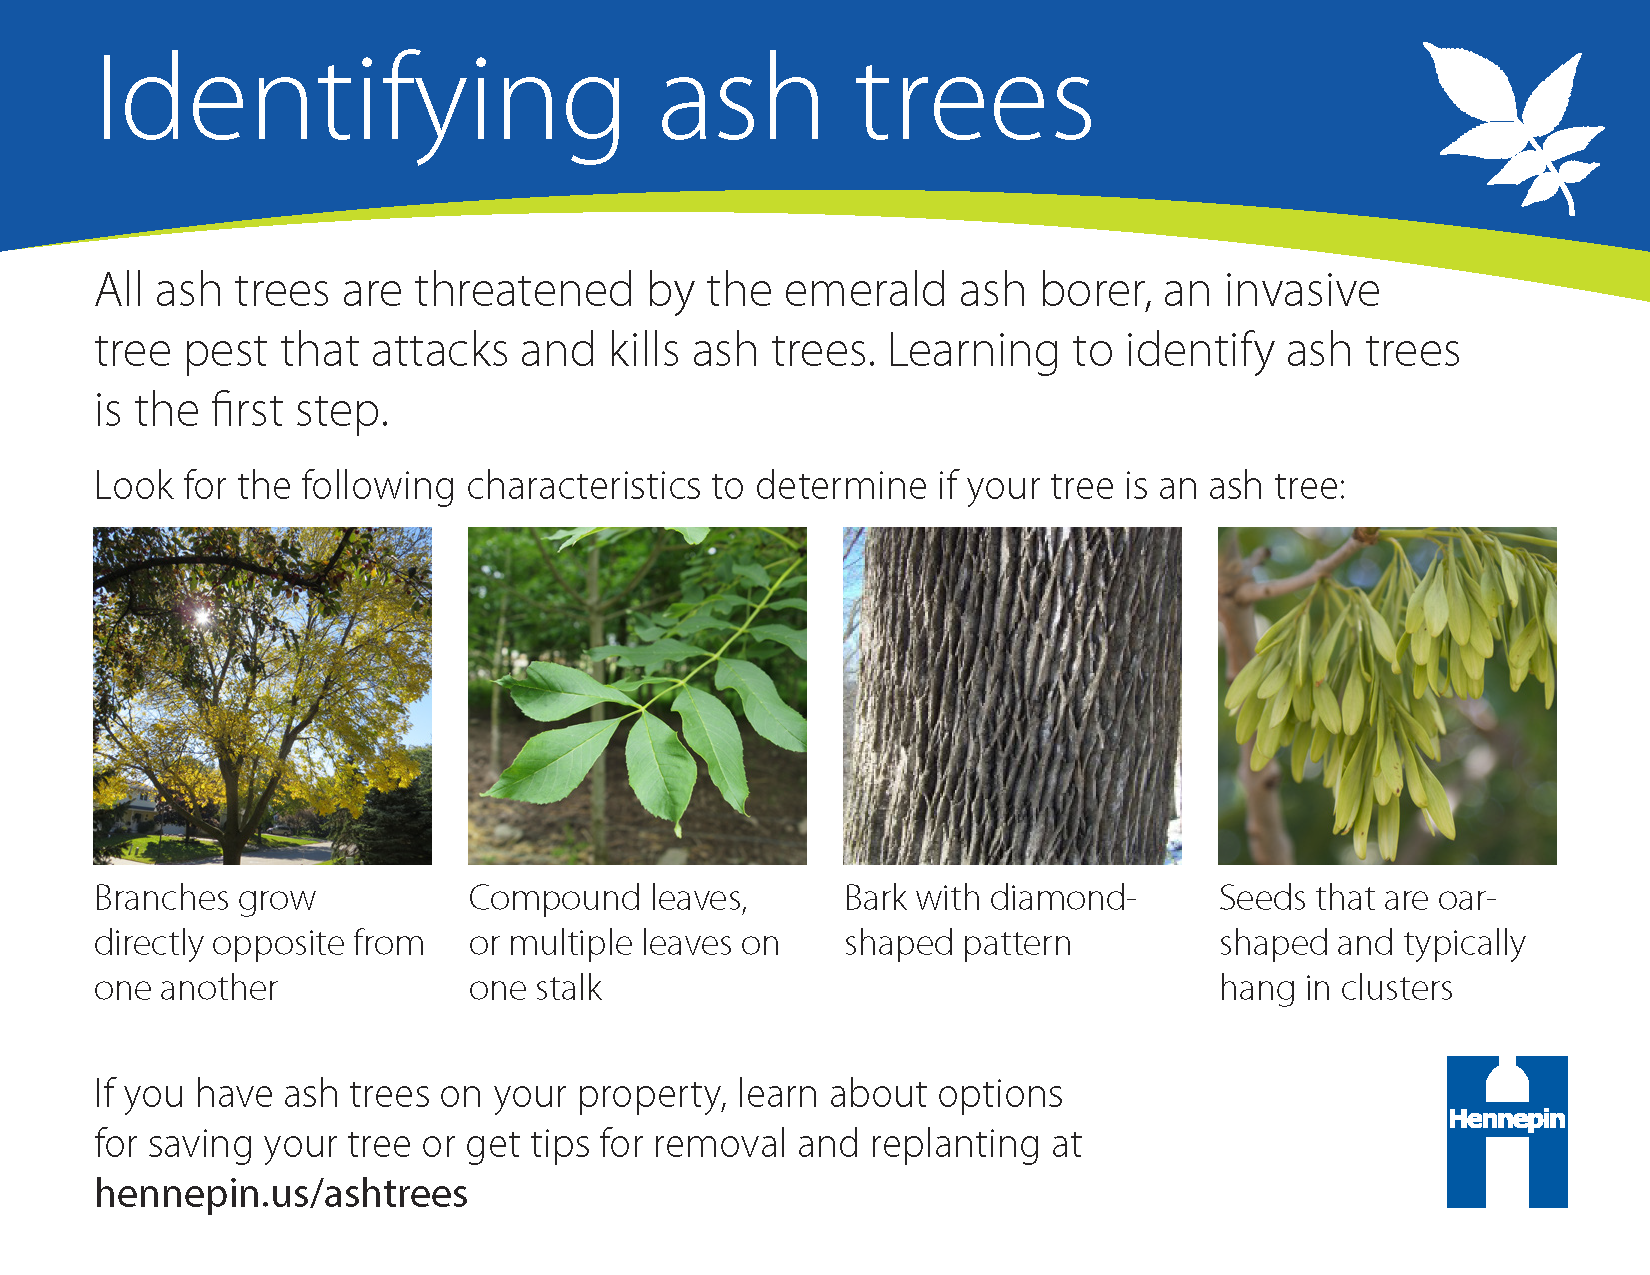 Identifying ash trees
All ash trees are threatened by the emerald ash borer, an invasive
tree pest that attacks and kills ash trees. Learning to identify ash trees
is the first step.
Look for the following characteristics to determine if your tree is an ash tree:
Branches grow
directly opposite from
one another
Compound leaves,
or multiple leaves on
one stalk
Bark with diamond-
shaped pattern
Seeds that are oar-
shaped and typically
hang in clusters
If you have ash trees on your property, learn about options
for saving your tree or get tips for removal and replanting at
hennepin.us/ashtrees
Hennepin